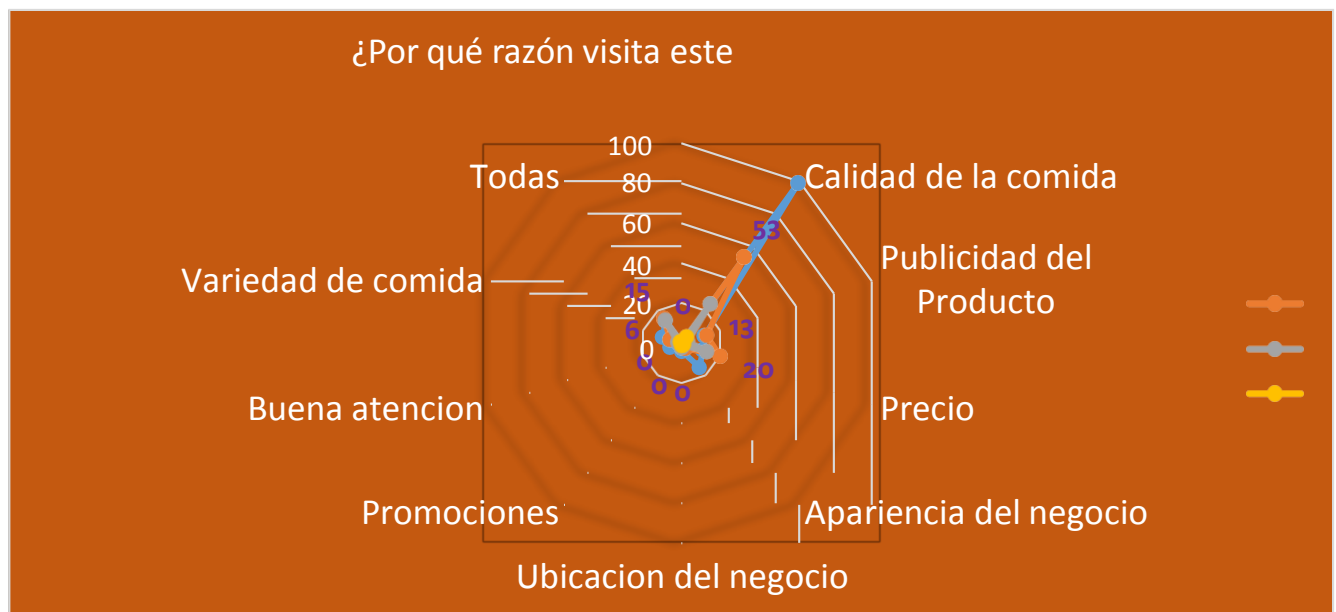 ¿Por qué razón visita este
100
Todas
80
Calidad de la comida
60
53
Publicidad del
Producto
40
Variedad de comida
15
20
0
6
13
0
0
20
0
0
Buena atencion
Precio
Promociones
Apariencia del negocio
Ubicacion del negocio